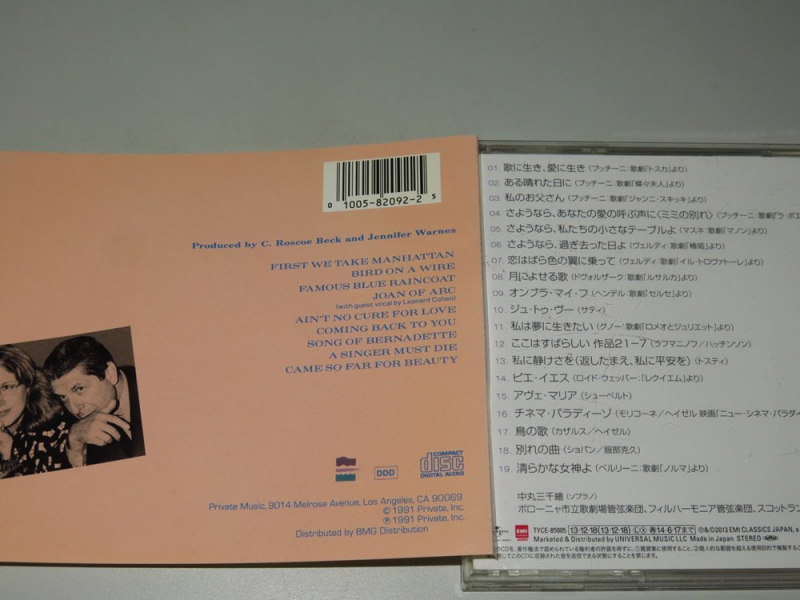 0 1005-82092-2 5
Produced by C. Roscoe Beck and Jennifer Warnes
FIRST WE TAKE MANHATTAN
BIRD ON A WIRE
FAMOUS BLUE RAINCOAT
JOAN OF ARC
(with guest vocal by Leonard Cohen)
AIN'T NO CURE FOR LOVE
COMING BACK TO YOU
SONG OF BERNADETTE
A SINGER MUST DIE
CAME SO FAR FOR BEAUTY
DDD
COMPACT
disc
DIGITAL AUDIO
Private Music, 9014 Melrose Avenue, Los Angeles, CA 90069
© 1991 Private, Inc.
℗ 1991 Private, Inc.
Distributed by BMG Distribution
01. 歌に生き、愛に生き（プッチーニ：歌劇「トスカ」より）
02. ある晴れた日に（プッチーニ：歌劇「蝶々夫人」より）
03. 私のお父さん（プッチーニ：歌劇「ジャンニ・スキッキ」より）
04. さようなら、あなたの愛の呼ぶ声に〈ミミの別れ〉（プッチーニ：歌劇「ラ・ボエ
05. さようなら、私たちの小さなテーブルよ（マスネ：歌劇「マノン」より）
06. さようなら、過ぎ去った日よ（ヴェルディ：歌劇「椿姫」より）
07. 恋はばら色の翼に乗って（ヴェルディ：歌劇「イル・トロヴァトーレ」より）
08. 月によせる歌（ドヴォルザーク：歌劇「ルサルカ」より）
09. オンブラ・マイ・フ（ヘンデル：歌劇「セルセ」より）
10. ジュ・トゥ・ヴー（サティ）
11. 私は夢に生きたい（グノー：歌劇「ロメオとジュリエット」より）
12. ここはすばらしい 作品21-7（ラフマニノフ／ハッチンソン）
13. 私に静けさを（返したまえ、私に平安を）（トスティ）
14. ピエ・イエス（ロイド・ウェッバー：「レクイエム」より）
15. アヴェ・マリア（シューベルト）
16. チネマ・パラディーゾ（モリコーネ／ヘイゼル 映画「ニュー・シネマ・パラダイ
17. 鳥の歌（カザルス／ヘイゼル）
18. 別れの曲（ショパン／服部克久）
19. 清らかな女神よ（ベルリーニ：歌劇「ノルマ」より）
中丸三千繪（ソプラノ）
ボローニャ市立歌劇場管弦楽団、フィルハーモニア管弦楽団、スコットラン
EMI TYCE-85005 13・12・18 (13・12・18) 14・6・17まで ℗&©2013 EMI CLASSICS JAPAN, a
Marketed & Distributed by UNIVERSAL MUSIC LLC Made in Japan STEREO